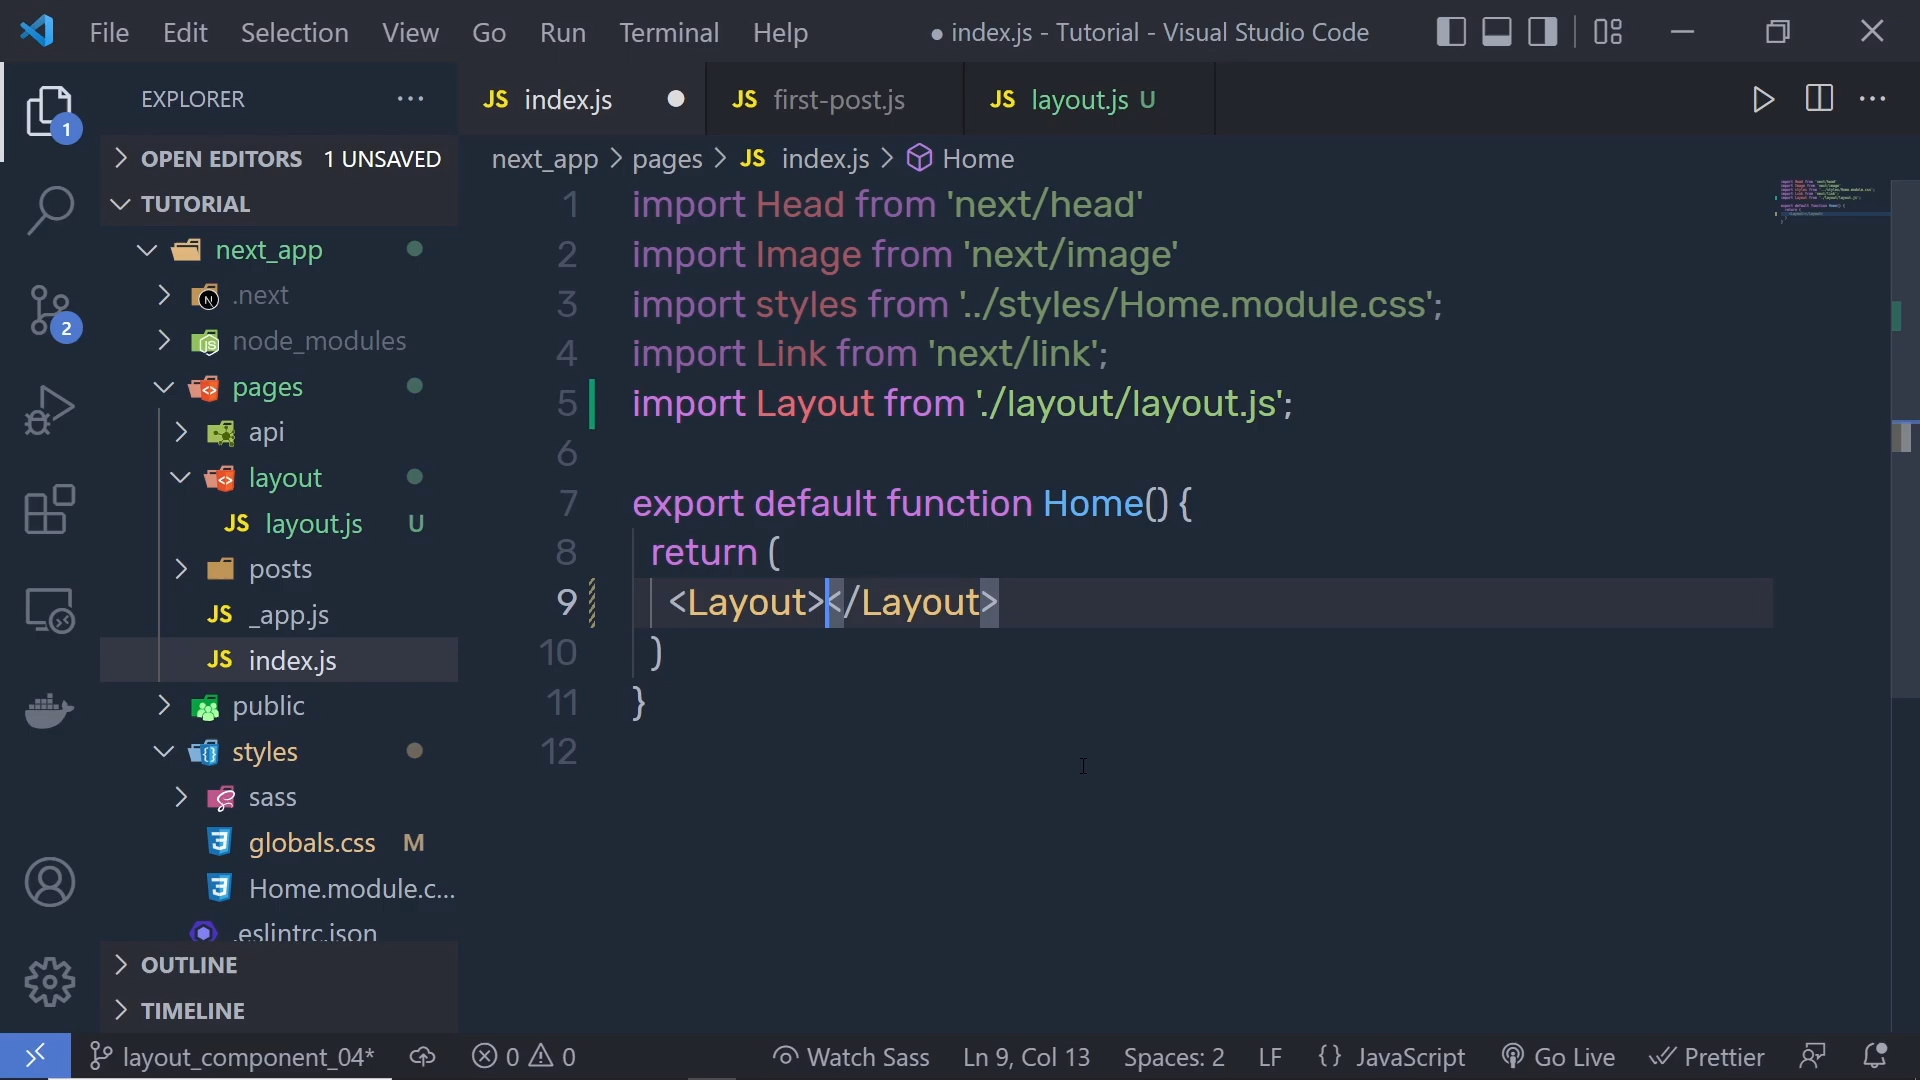 File Edit Selection View Go Run Terminal Help
● index.js - Tutorial - Visual Studio Code
EXPLORER
1
OPEN EDITORS 1 UNSAVED
TUTORIAL
next_app
.next
node_modules
pages
api
layout
JS layout.js U
posts
JS _app.js
JS index.js
public
styles
sass
globals.css M
Home.module.c...
.eslintrc.json
OUTLINE
TIMELINE
2
JS index.js
JS first-post.js
JS layout.js U
next_app > pages > JS index.js > Home
1 import Head from 'next/head'
2 import Image from 'next/image'
3 import styles from '../styles/Home.module.css';
4 import Link from 'next/link';
5 import Layout from './layout/layout.js';
6
7 export default function Home() {
8 return (
9 <Layout></Layout>
10 )
11 }
12
layout_component_04* 0 0 Watch Sass Ln 9, Col 13 Spaces: 2 LF {} JavaScript Go Live Prettier